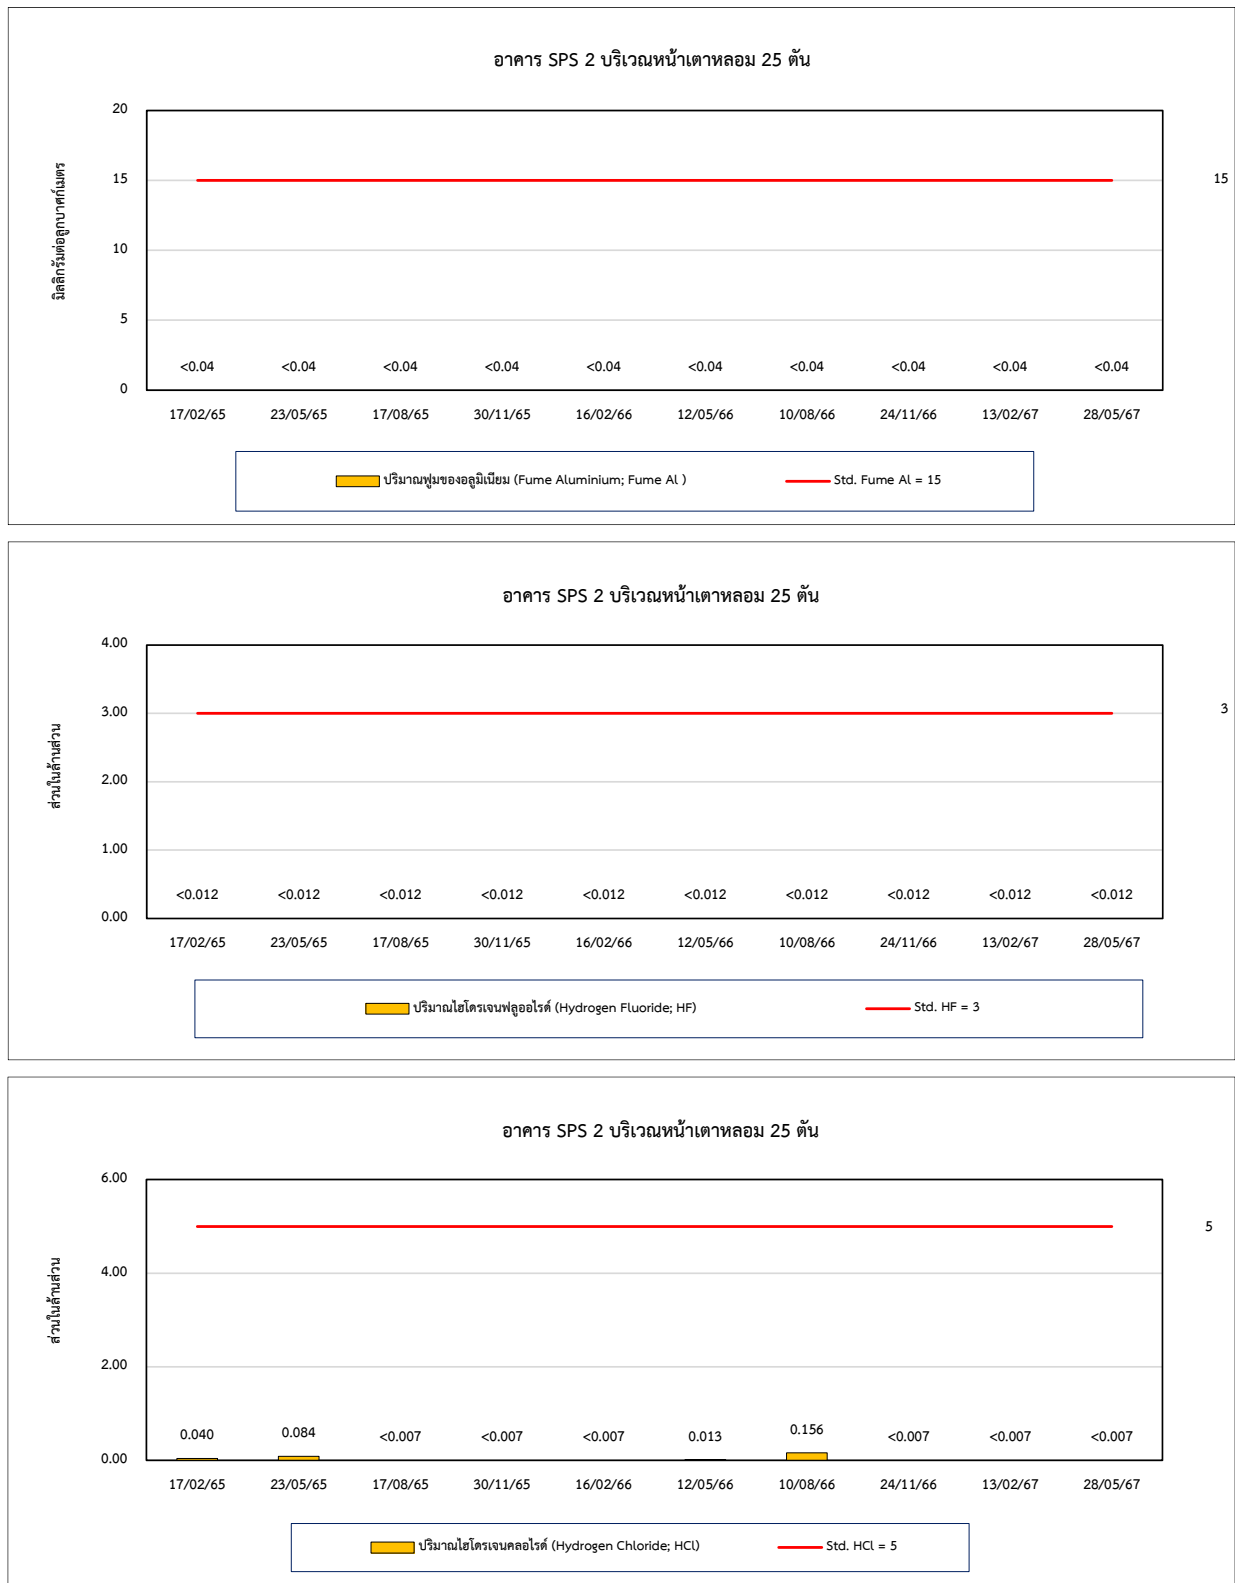 อาคาร SPS 2 บริเวณหน้าเตาหลอม 25 ตัน
มิลลิกรัมต่อลูกบาศก์เมตร
20
15
15
10
5
0
<0.04 <0.04 <0.04 <0.04 <0.04 <0.04 <0.04 <0.04 <0.04 <0.04
17/02/65 23/05/65 17/08/65 30/11/65 16/02/66 12/05/66 10/08/66 24/11/66 13/02/67 28/05/67
ปริมาณฟูมของอลูมิเนียม (Fume Aluminium; Fume Al ) Std. Fume Al = 15
อาคาร SPS 2 บริเวณหน้าเตาหลอม 25 ตัน
ส่วนในล้านส่วน
4.00
3.00
3
2.00
1.00
0.00
<0.012 <0.012 <0.012 <0.012 <0.012 <0.012 <0.012 <0.012 <0.012 <0.012
17/02/65 23/05/65 17/08/65 30/11/65 16/02/66 12/05/66 10/08/66 24/11/66 13/02/67 28/05/67
ปริมาณไฮโดรเจนฟลูออไรด์ (Hydrogen Fluoride; HF) Std. HF = 3
อาคาร SPS 2 บริเวณหน้าเตาหลอม 25 ตัน
ส่วนในล้านส่วน
6.00
5
4.00
2.00
0.00
0.040 0.084 <0.007 <0.007 <0.007 0.013 0.156 <0.007 <0.007 <0.007
17/02/65 23/05/65 17/08/65 30/11/65 16/02/66 12/05/66 10/08/66 24/11/66 13/02/67 28/05/67
ปริมาณไฮโดรเจนคลอไรด์ (Hydrogen Chloride; HCl) Std. HCl = 5